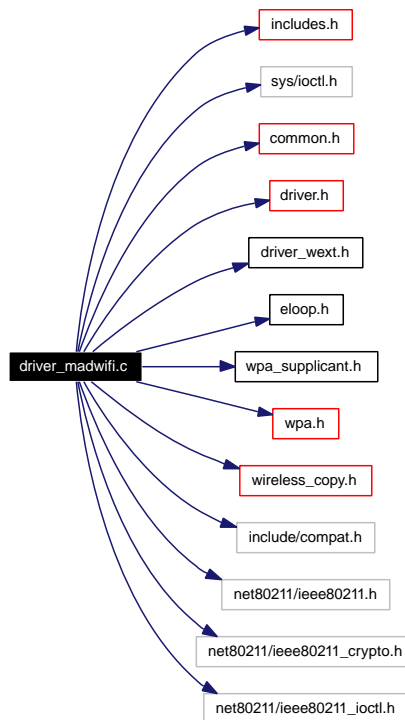 includes.h
sys/ioctl.h
common.h
driver.h
driver_wext.h
eloop.h
driver_madwifi.c
wpa_supplicant.h
wpa.h
wireless_copy.h
include/compat.h
net80211/ieee80211.h
net80211/ieee80211_crypto.h
net80211/ieee80211_ioctl.h